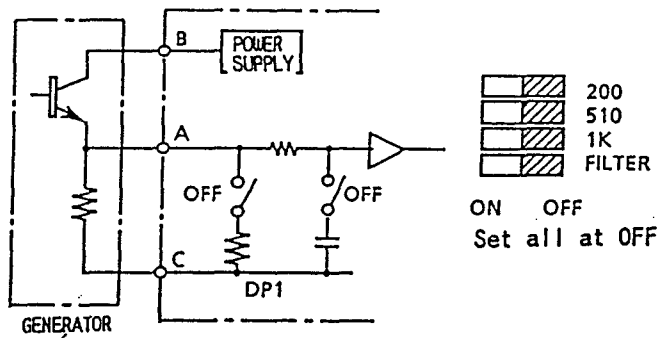 B
POWER
SUPPLY
A
OFF
OFF
C
DP1
GENERATOR
200
510
1K
FILTER
ON OFF
Set all at OFF